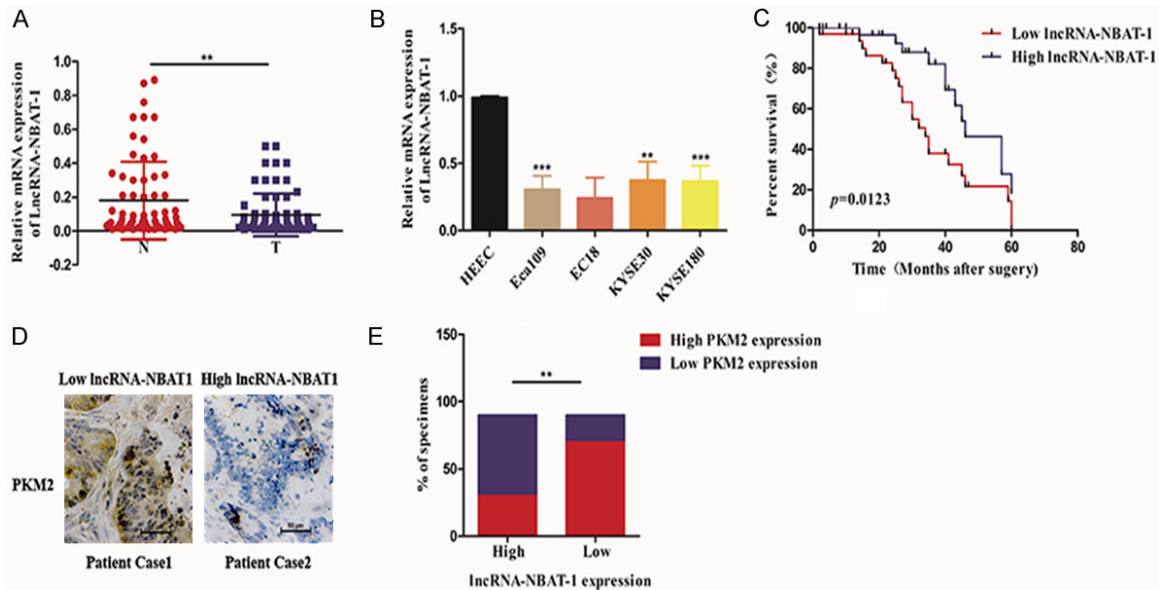 A
Relative mRNA expression
of LncRNA-NBAT-1
1.0
0.8
0.6
0.4
0.2
0.0
-0.2
**
N
T
B
Relative mRNA expression
of LncRNA-NBAT-1
1.5
1.0
0.5
0.0
***
**
***
HEEC
Eca109
EC18
KYSE30
KYSE180
C
Percent survival (%)
100
80
60
40
20
0
Low lncRNA-NBAT-1
High lncRNA-NBAT-1
p=0.0123
0
20
40
60
80
Time (Months after sugery)
D
Low lncRNA-NBAT1
High lncRNA-NBAT1
PKM2
50 μm
Patient Case1
Patient Case2
E
% of specimens
150
100
50
0
High PKM2 expression
Low PKM2 expression
**
High
Low
lncRNA-NBAT-1 expression